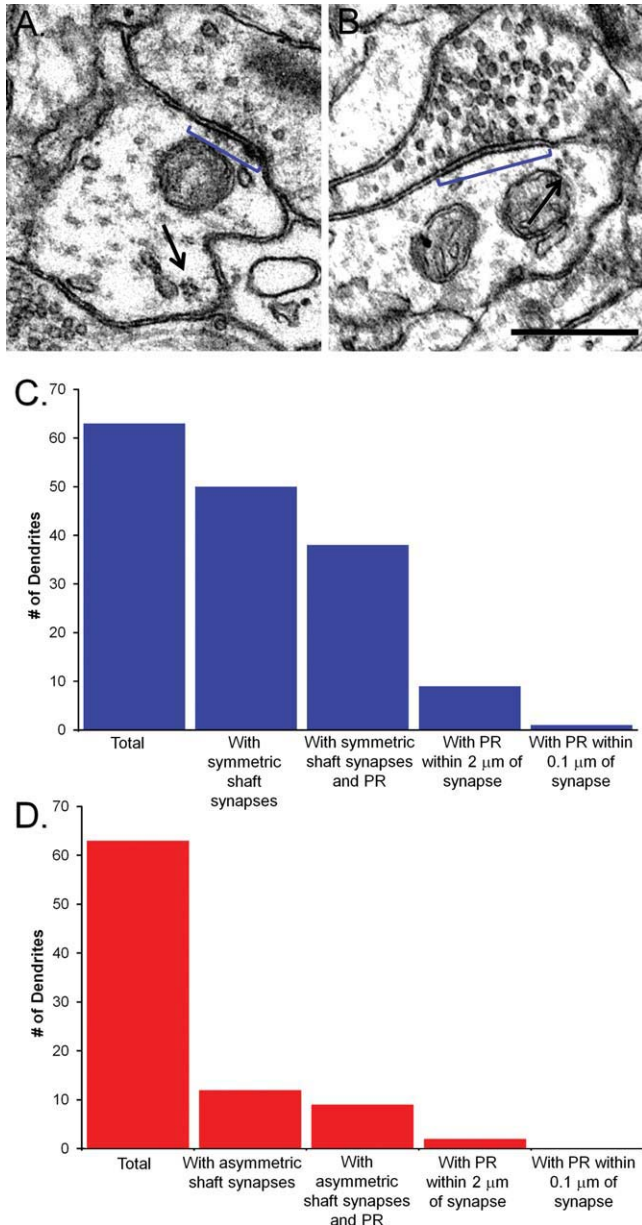 A.
B
C.
70
60
50
40
30
20
10
0
# of Dendrites
Total
With
symmetric
shaft
synapses
With symmetric
shaft synapses
and PR
With PR
within 2 μm of
synapse
With PR within
0.1 μm of
synapse
D.
70
60
50
40
30
20
10
0
# of Dendrites
Total
With asymmetric
shaft synapses
With
asymmetric
shaft synapses
and PR
With PR
within 2 μm
of synapse
With PR within
0.1 μm of
synapse